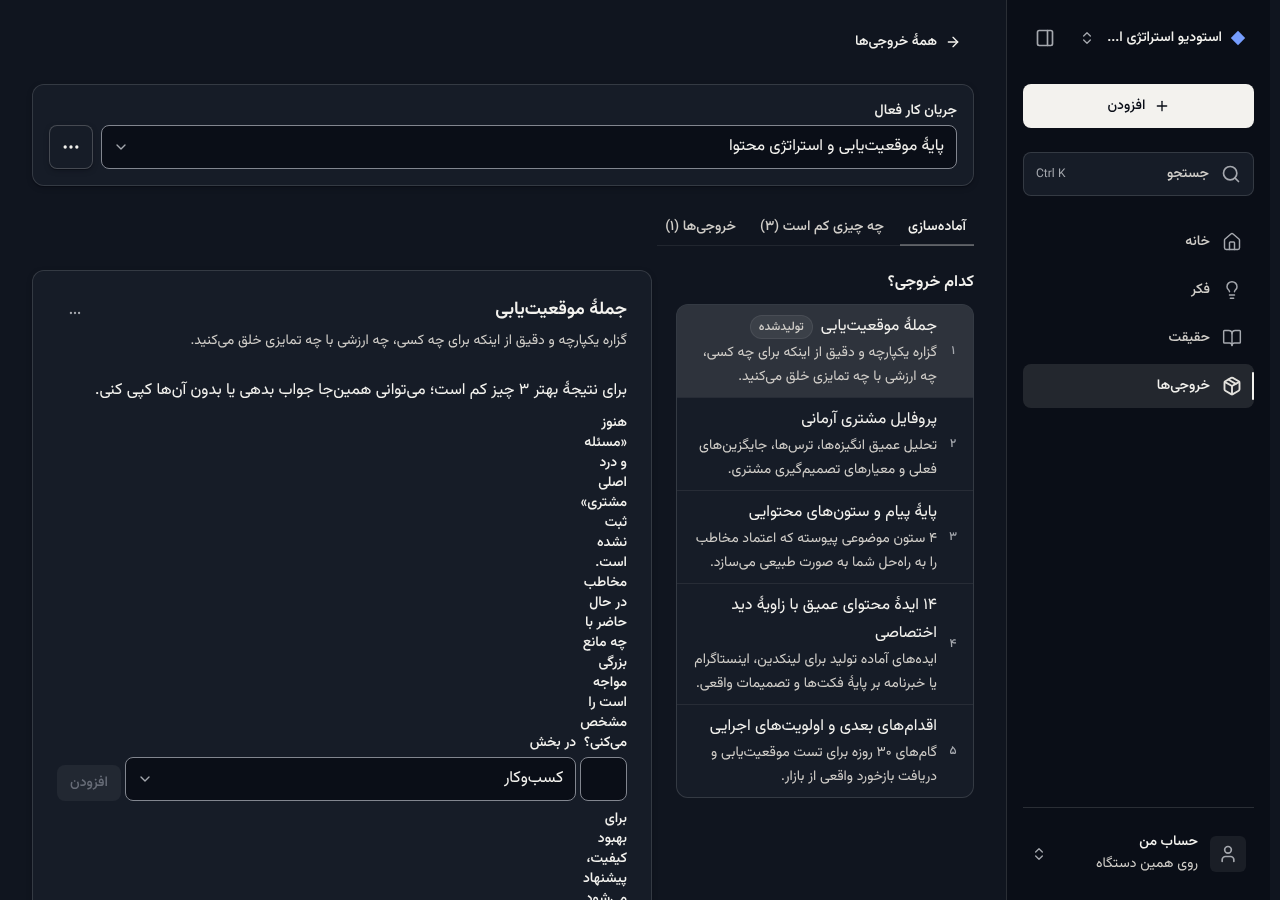 استودیو استراتژی ا...
افزودن
جستجو
Ctrl K
خانه
فکر
حقیقت
خروجی‌ها
حساب من
روی همین دستگاه
همهٔ خروجی‌ها
جریان کار فعال
پایهٔ موقعیت‌یابی و استراتژی محتوا
آماده‌سازی
چه چیزی کم است (۳)
خروجی‌ها (۱)
کدام خروجی؟
۱
جملهٔ موقعیت‌یابی
تولیدشده
گزاره یکپارچه و دقیق از اینکه برای چه کسی،
چه ارزشی با چه تمایزی خلق می‌کنید.
۲
پروفایل مشتری آرمانی
تحلیل عمیق انگیزه‌ها، ترس‌ها، جایگزین‌های
فعلی و معیارهای تصمیم‌گیری مشتری.
۳
پایهٔ پیام و ستون‌های محتوایی
۴ ستون موضوعی پیوسته که اعتماد مخاطب
را به راه‌حل شما به صورت طبیعی می‌سازد.
۴
۱۴ ایدهٔ محتوای عمیق با زاویهٔ دید
اختصاصی
ایده‌های آماده تولید برای لینکدین، اینستاگرام
یا خبرنامه بر پایهٔ فکت‌ها و تصمیمات واقعی.
۵
اقدام‌های بعدی و اولویت‌های اجرایی
گام‌های ۳۰ روزه برای تست موقعیت‌یابی و
دریافت بازخورد واقعی از بازار.
جملهٔ موقعیت‌یابی
...
گزاره یکپارچه و دقیق از اینکه برای چه کسی، چه ارزشی با چه تمایزی خلق می‌کنید.
برای نتیجهٔ بهتر ۳ چیز کم است؛ می‌توانی همین‌جا جواب بدهی یا بدون آن‌ها کپی کنی.
هنوز
«مسئله
و درد
اصلی
مشتری»
ثبت
نشده
است.
مخاطب
در حال
حاضر با
چه مانع
بزرگی
مواجه
است را
مشخص
می‌کنی؟ در بخش
کسب‌وکار
افزودن
برای
بهبود
کیفیت،
پیشنهاد
می‌شود